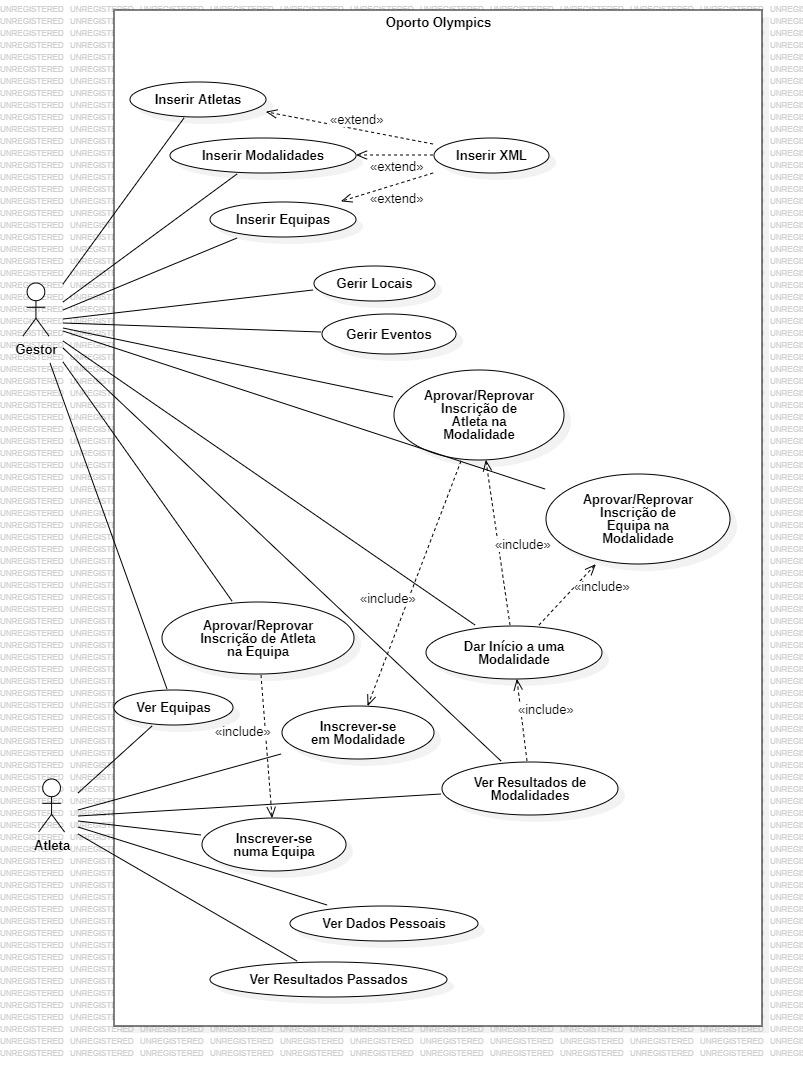 Oporto Olympics
Inserir Atletas
«extend»
Inserir Modalidades
Inserir XML
«extend»
«extend»
Inserir Equipas
Gerir Locais
Gerir Eventos
Gestor
Aprovar/Reprovar
Inscrição de
Atleta na
Modalidade
Aprovar/Reprovar
Inscrição de
Equipa na
Modalidade
«include»
«include»
«include»
Aprovar/Reprovar
Inscrição de Atleta
na Equipa
Dar Início a uma
Modalidade
Ver Equipas
«include»
«include»
Inscrever-se
em Modalidade
Ver Resultados de
Modalidades
Atleta
Inscrever-se
numa Equipa
Ver Dados Pessoais
Ver Resultados Passados
UNREGISTERED